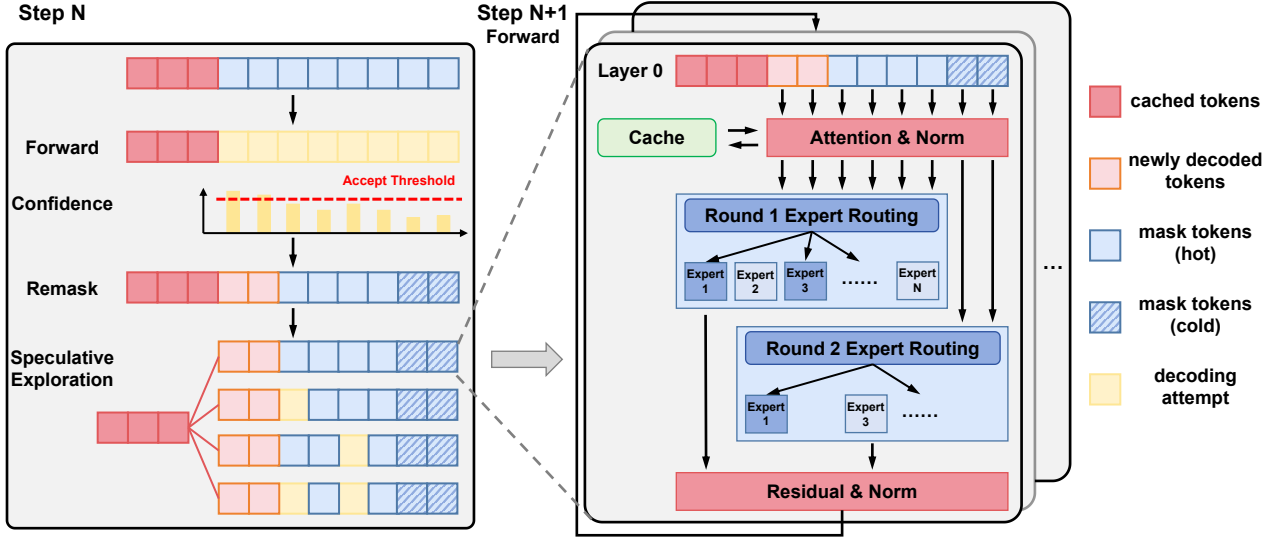 Step N
Forward
Confidence
Accept Threshold
Remask
Speculative
Exploration
Step N+1
Forward
Layer 0
Cache
Attention & Norm
Round 1 Expert Routing
Expert
1
Expert
2
Expert
3
......
Expert
N
Round 2 Expert Routing
Expert
1
Expert
3
......
Residual & Norm
...
cached tokens
newly decoded
tokens
mask tokens
(hot)
mask tokens
(cold)
decoding
attempt